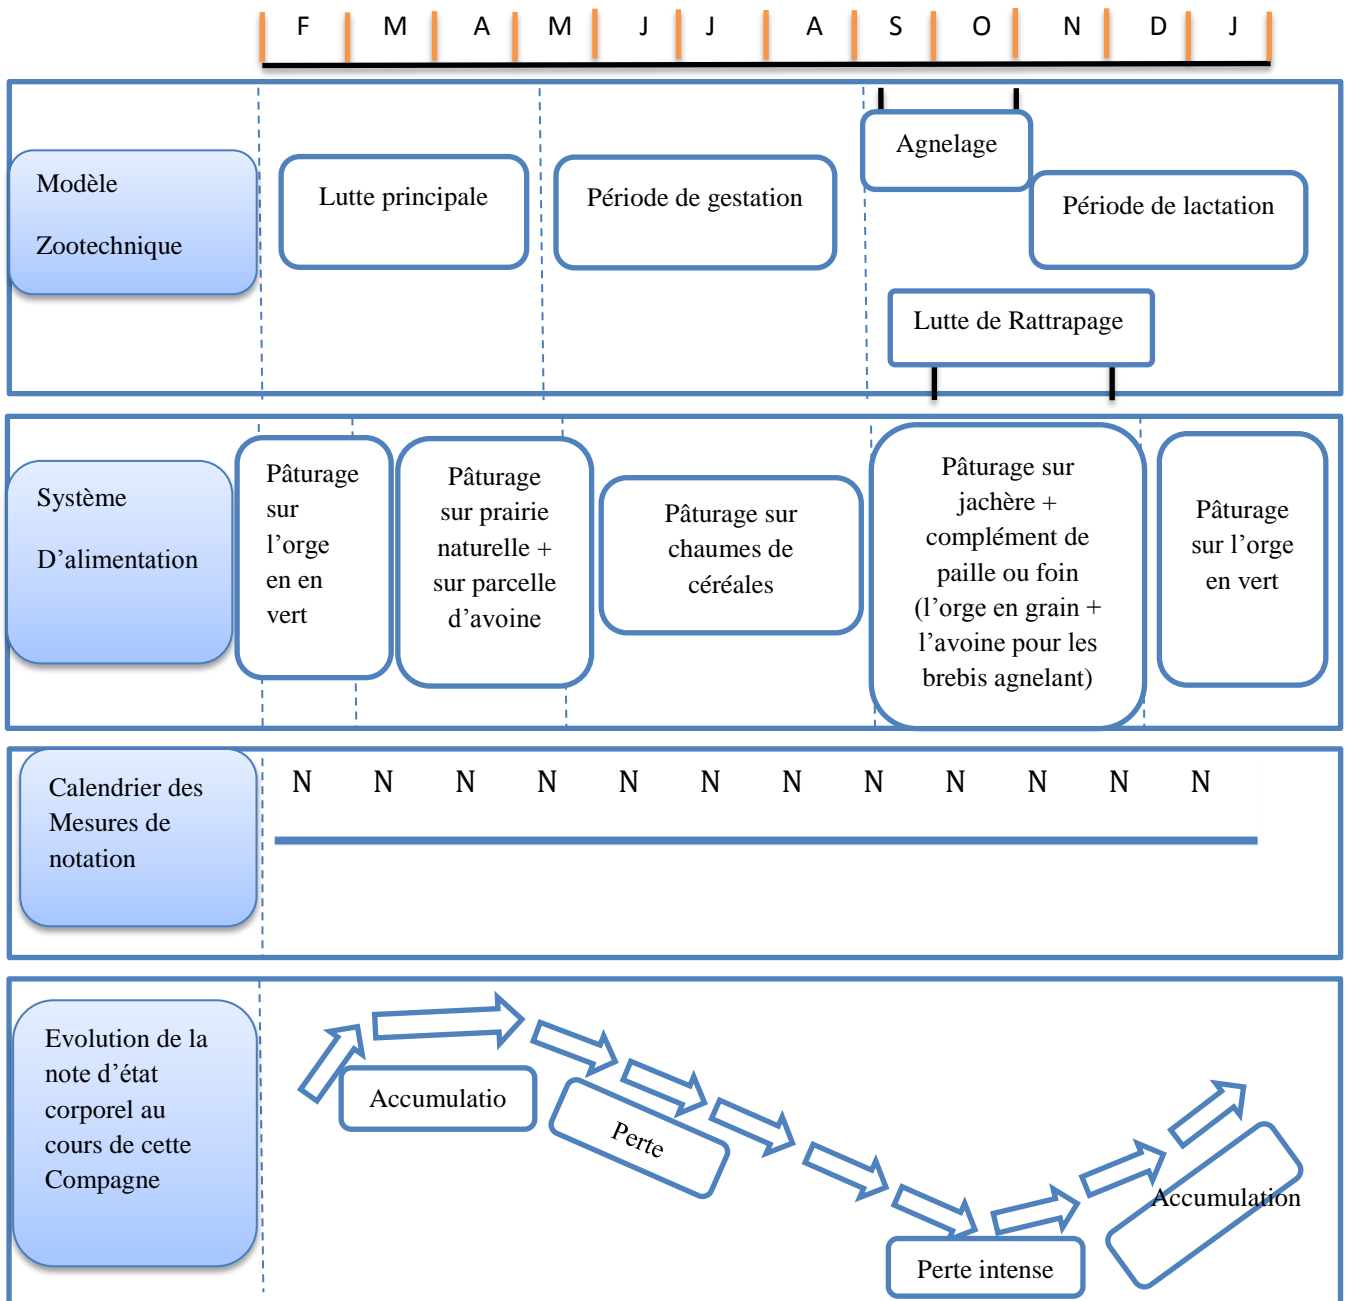 F M A M J J A S O N D J
Modèle
Zootechnique
Lutte principale
Période de gestation
Agnelage
Période de lactation
Lutte de Rattrapage
Système
D’alimentation
Pâturage
sur
l’orge
en en
vert
Pâturage
sur prairie
naturelle +
sur parcelle
d’avoine
Pâturage sur
chaumes de
céréales
Pâturage sur
jachère +
complément de
paille ou foin
(l’orge en grain +
l’avoine pour les
brebis agnelant)
Pâturage
sur l’orge
en vert
Calendrier des
Mesures de
notation
N N N N N N N N N N N N
Evolution de la
note d’état
corporel au
cours de cette
Compagne
Accumulatio
Perte
Perte intense
Accumulation